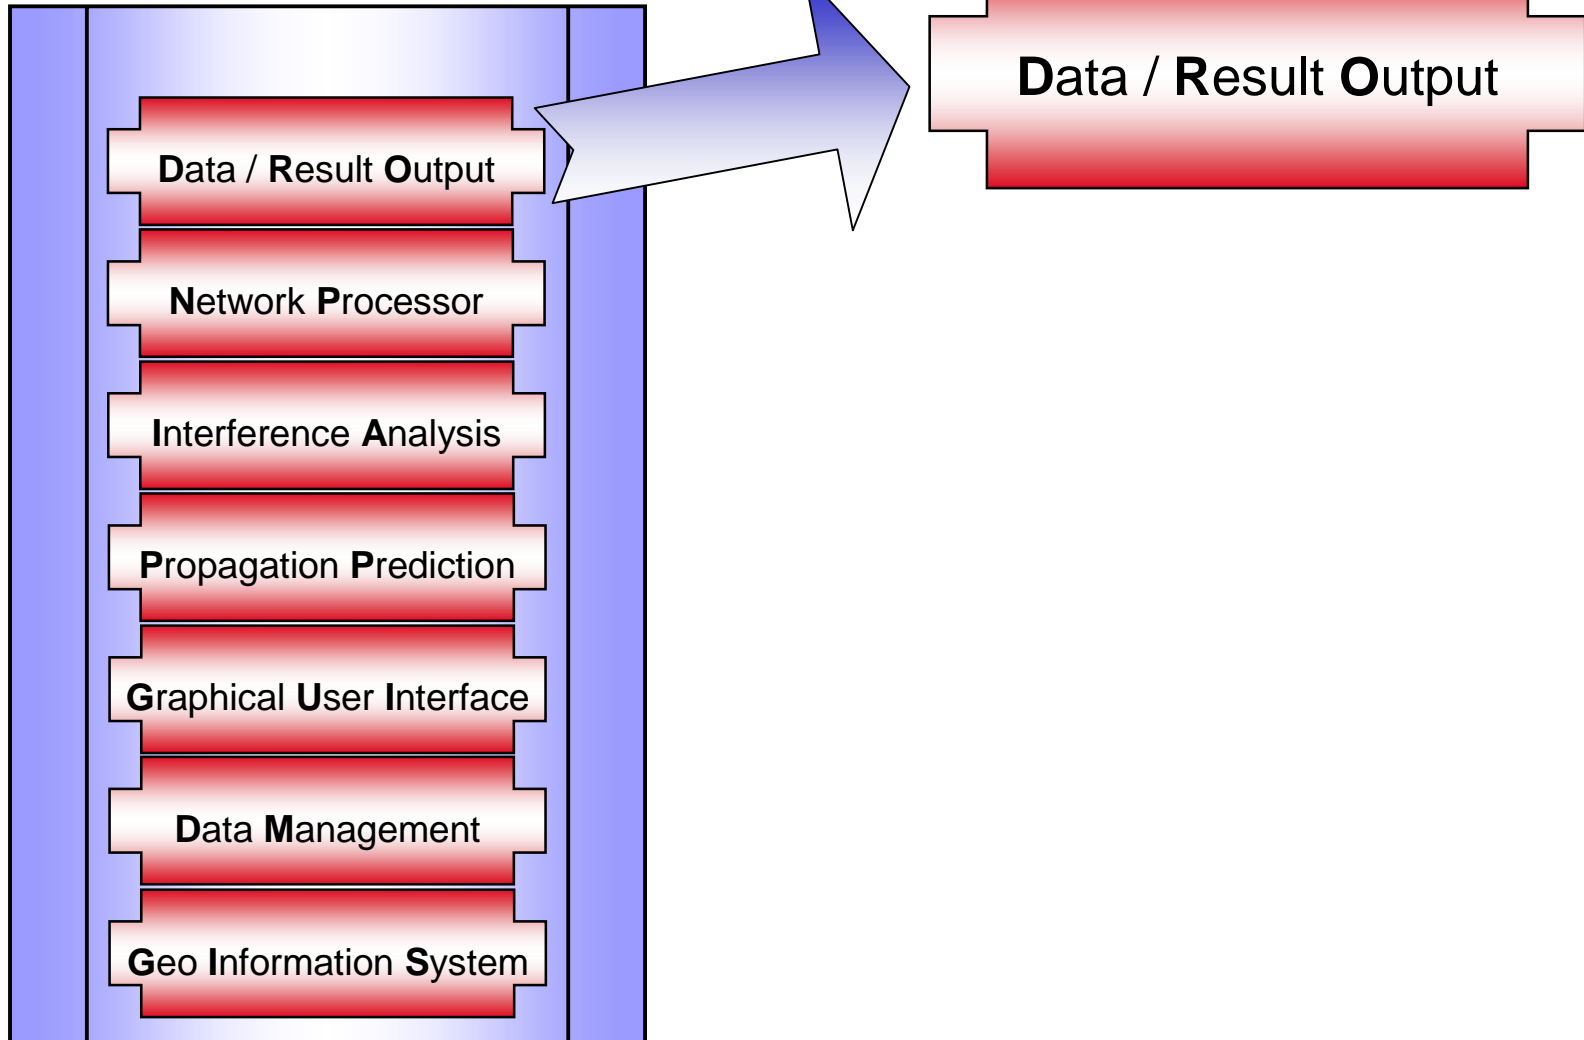 Data / Result Output
Data / Result Output
Network Processor
Interference Analysis
Propagation Prediction
Graphical User Interface
Data Management
Geo Information System